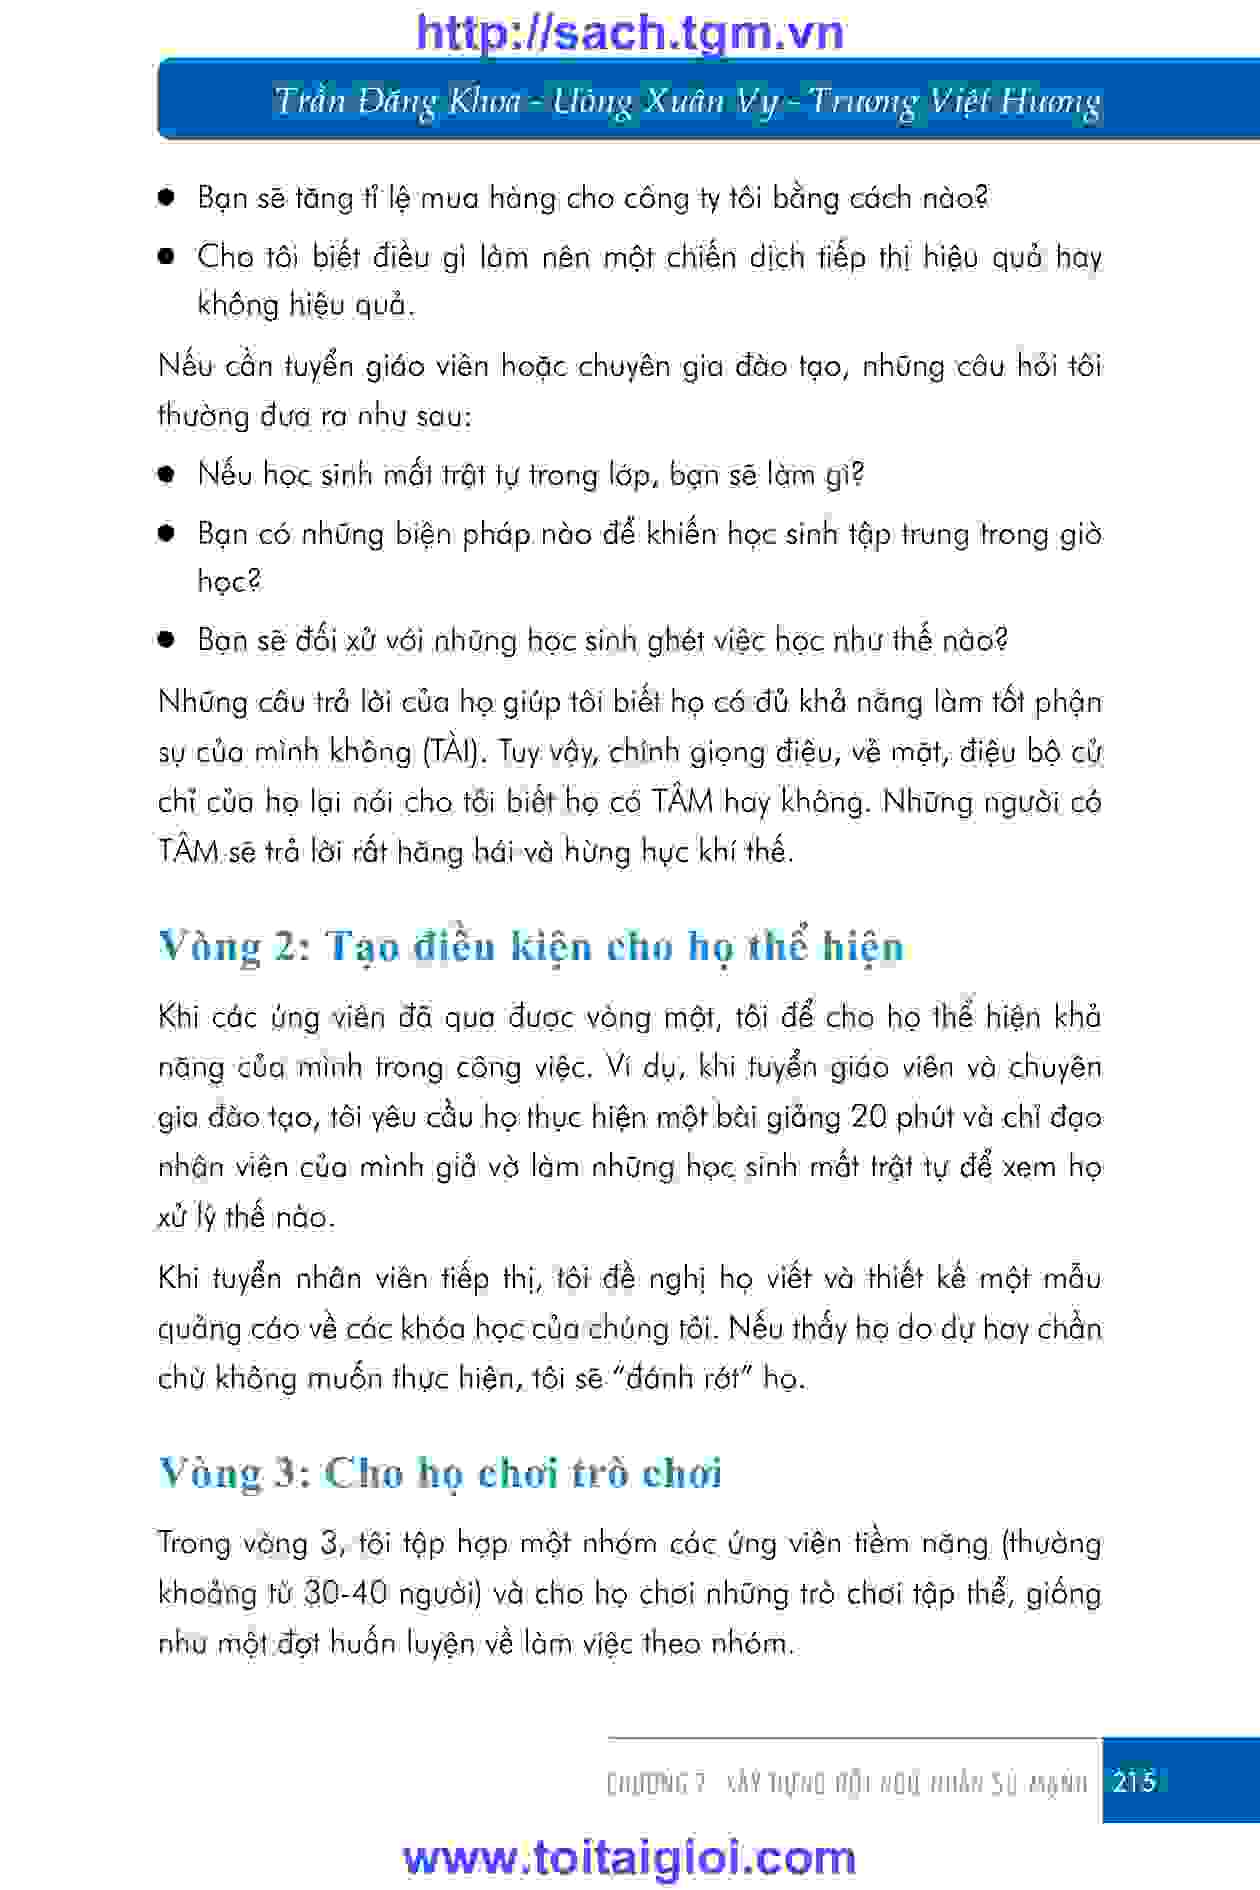 http://sach.tgm.vn
Trần Đăng Khoa - Uông Xuân Vy - Trương Việt Hương
● Bạn sẽ tăng tỉ lệ mua hàng cho công ty tôi bằng cách nào?
● Cho tôi biết điều gì làm nên một chiến dịch tiếp thị hiệu quả hay
không hiệu quả.
Nếu cần tuyển giáo viên hoặc chuyên gia đào tạo, những câu hỏi tôi
thường đưa ra như sau:
● Nếu học sinh mất trật tự trong lớp, bạn sẽ làm gì?
● Bạn có những biện pháp nào để khiến học sinh tập trung trong giờ
học?
● Bạn sẽ đối xử với những học sinh ghét việc học như thế nào?
Những câu trả lời của họ giúp tôi biết họ có đủ khả năng làm tốt phận
sự của mình không (TÀI). Tuy vậy, chính giọng điệu, vẻ mặt, điệu bộ cử
chỉ của họ lại nói cho tôi biết họ có TÂM hay không. Những người có
TÂM sẽ trả lời rất hăng hái và hừng hực khí thế.
Vòng 2: Tạo điều kiện cho họ thể hiện
Khi các ứng viên đã qua được vòng một, tôi để cho họ thể hiện khả
năng của mình trong công việc. Ví dụ, khi tuyển giáo viên và chuyên
gia đào tạo, tôi yêu cầu họ thực hiện một bài giảng 20 phút và chỉ đạo
nhân viên của mình giả vờ làm những học sinh mất trật tự để xem họ
xử lý thế nào.
Khi tuyển nhân viên tiếp thị, tôi đề nghị họ viết và thiết kế một mẫu
quảng cáo về các khóa học của chúng tôi. Nếu thấy họ do dự hay chần
chừ không muốn thực hiện, tôi sẽ “đánh rớt” họ.
Vòng 3: Cho họ chơi trò chơi
Trong vòng 3, tôi tập hợp một nhóm các ứng viên tiềm năng (thường
khoảng từ 30-40 người) và cho họ chơi những trò chơi tập thể, giống
như một đợt huấn luyện về làm việc theo nhóm.
CHƯƠNG 7 XÂY DỰNG ĐỘI NGŨ NHÂN SỰ MẠNH 215
www.toitaigioi.com